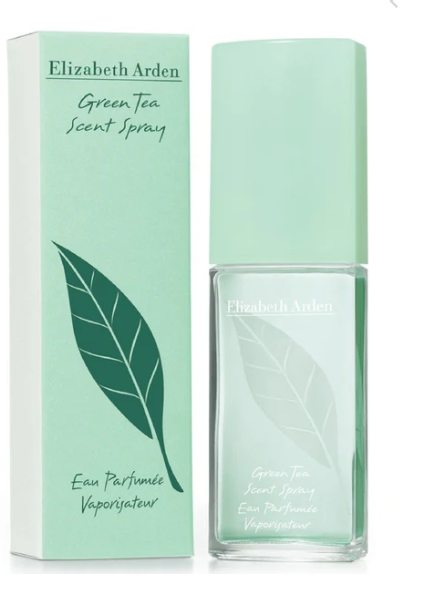 Elizabeth Arden
Green Tea
Scent Spray
Eau Parfumée
Vaporisateur
Elizabeth Arden
Green Tea
Scent Spray
Eau Parfumée
Vaporisateur